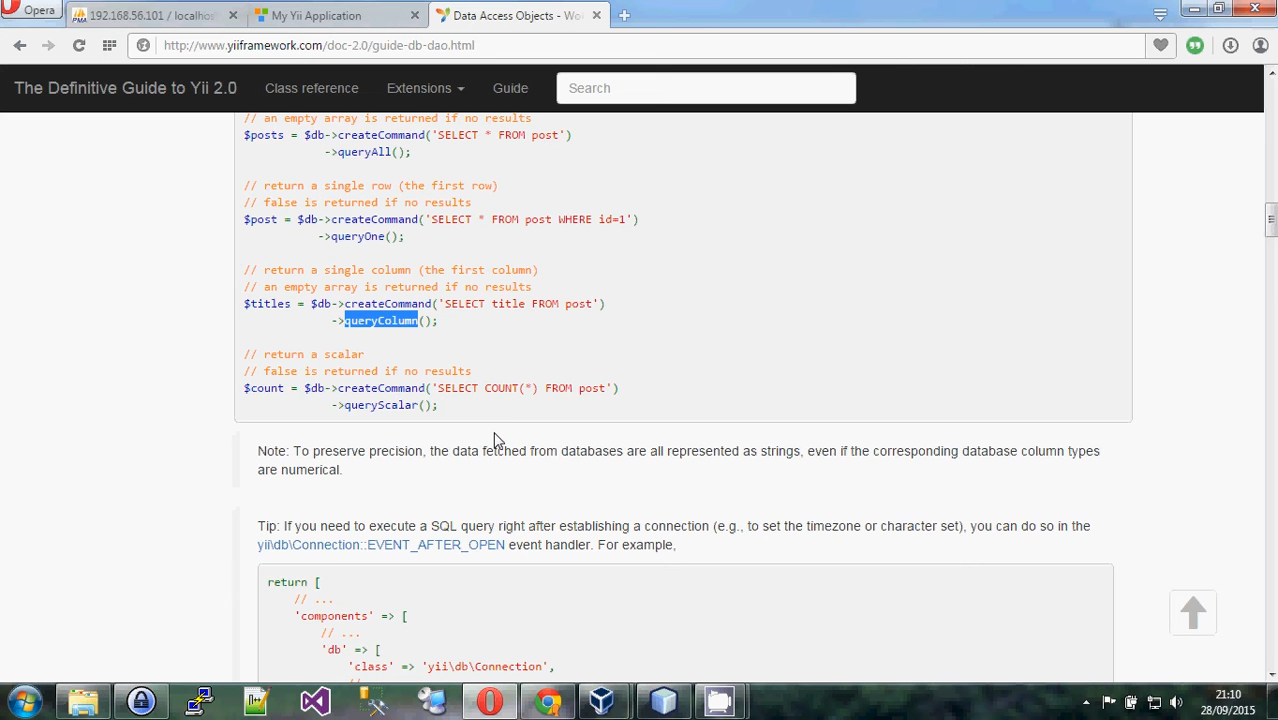 Opera
192.168.56.101 / localhos
My Yii Application
Data Access Objects - Wo
http://www.yiiframework.com/doc-2.0/guide-db-dao.html
The Definitive Guide to Yii 2.0
Class reference
Extensions
Guide
Search
// an empty array is returned if no results
$posts = $db->createCommand('SELECT * FROM post')
->queryAll();
// return a single row (the first row)
// false is returned if no results
$post = $db->createCommand('SELECT * FROM post WHERE id=1')
->queryOne();
// return a single column (the first column)
// an empty array is returned if no results
$titles = $db->createCommand('SELECT title FROM post')
->queryColumn();
// return a scalar
// false is returned if no results
$count = $db->createCommand('SELECT COUNT(*) FROM post')
->queryScalar();
Note: To preserve precision, the data fetched from databases are all represented as strings, even if the corresponding database column types
are numerical.
Tip: If you need to execute a SQL query right after establishing a connection (e.g., to set the timezone or character set), you can do so in the
yii\db\Connection::EVENT_AFTER_OPEN event handler. For example,
return [
// ...
'components' => [
// ...
'db' => [
'class' => 'yii\db\Connection',
21:10
28/09/2015